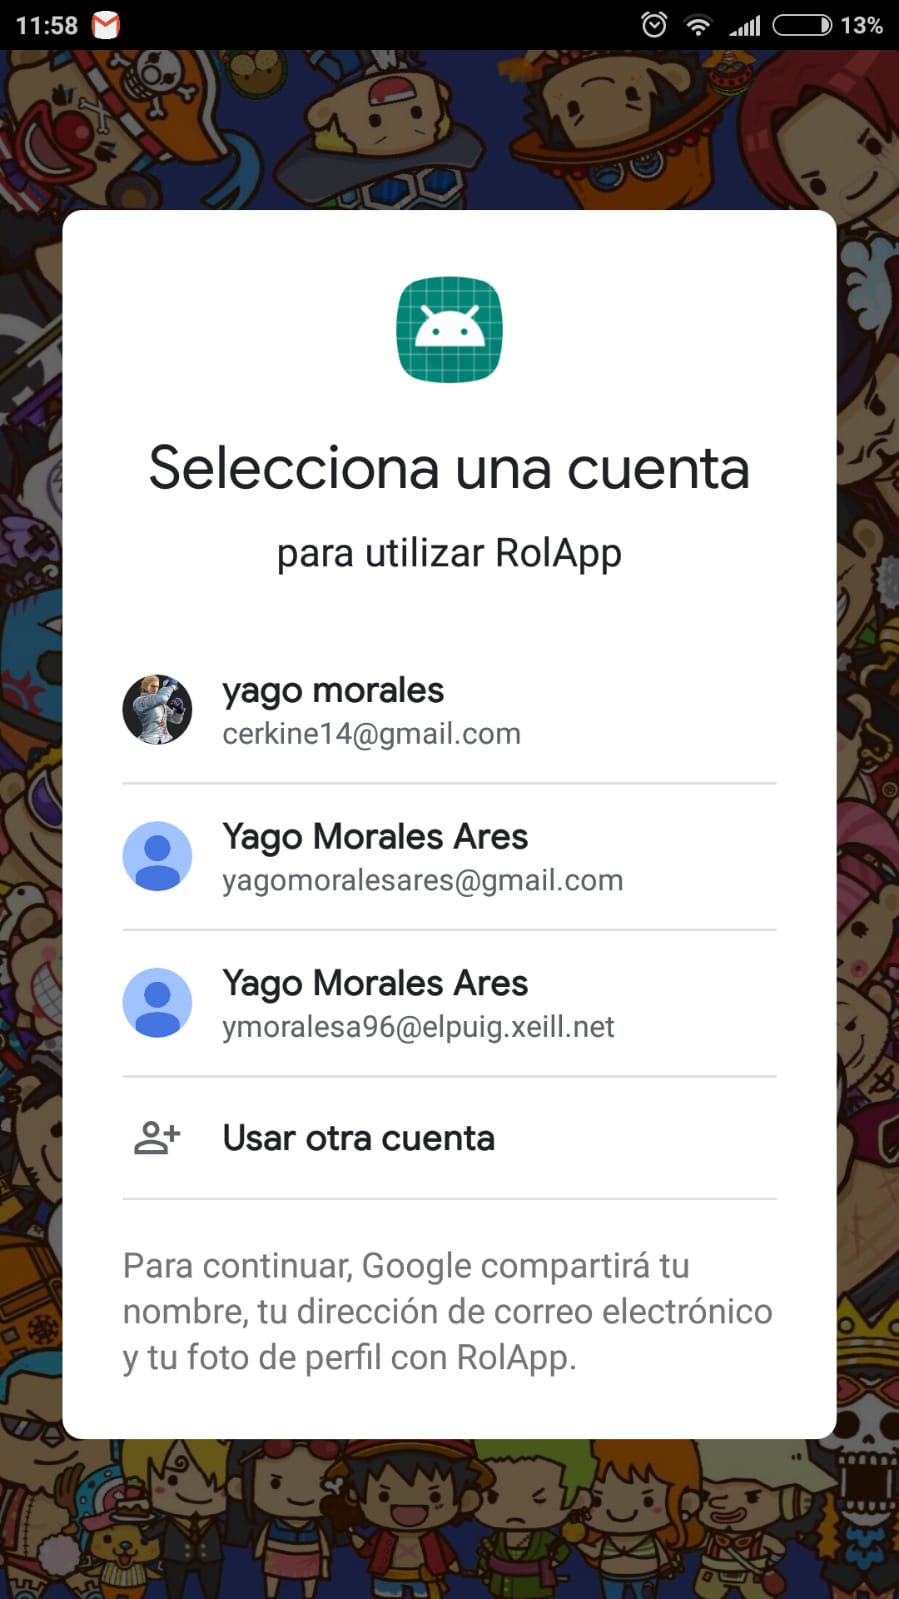 11:58
13%
Selecciona una cuenta
para utilizar RolApp
yago morales
cerkine14@gmail.com
Yago Morales Ares
yagomoralesares@gmail.com
Yago Morales Ares
ymoralesa96@elpuig.xeill.net
Usar otra cuenta
Para continuar, Google compartirá tu
nombre, tu dirección de correo electrónico
y tu foto de perfil con RolApp.